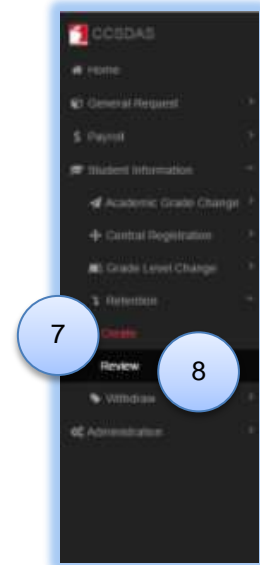 CCSDAS
Home
General Request
$ Payroll
Student Information
Academic Grade Change
Central Registration
Grade Level Change
Retention
7
Create
Review
8
Withdraw
Administration